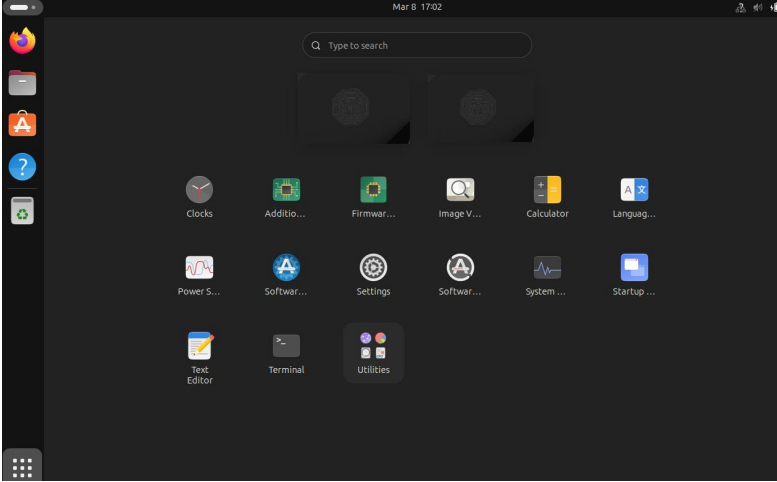 Mar 8 17:02
Type to search
Clocks
Additio...
Firmwar...
Image V...
Calculator
Languag...
Power S...
Softwar...
Settings
Softwar...
System ...
Startup ...
Text
Editor
Terminal
Utilities